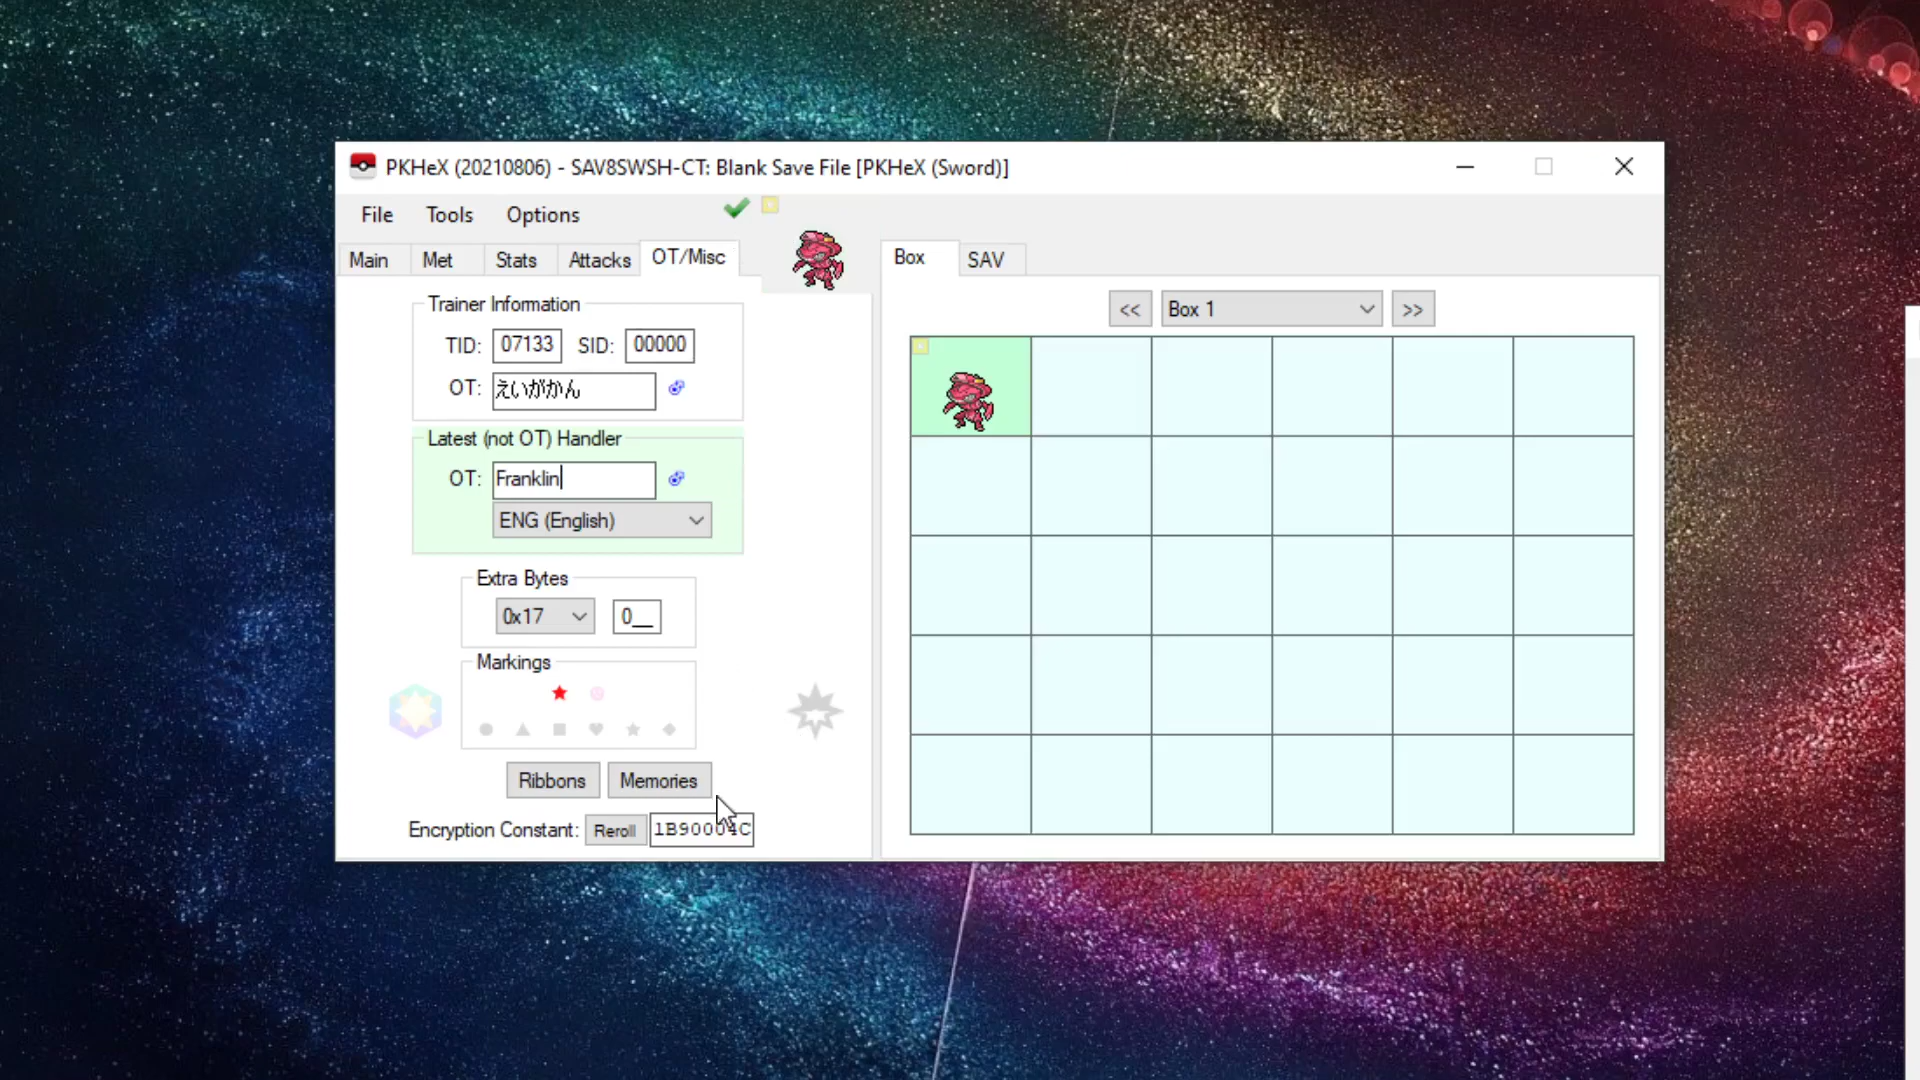 PKHeX (20210806) - SAV8SWSH-CT: Blank Save File [PKHeX (Sword)]
File Tools Options
Main Met Stats Attacks OT/Misc
Box SAV
Trainer Information
TID: 07133 SID: 00000
OT: えいがかん
Latest (not OT) Handler
OT: Franklin
ENG (English)
Extra Bytes
0x17 0__
Markings
Ribbons Memories
Encryption Constant: Reroll 1B90004C
<< Box 1 >>